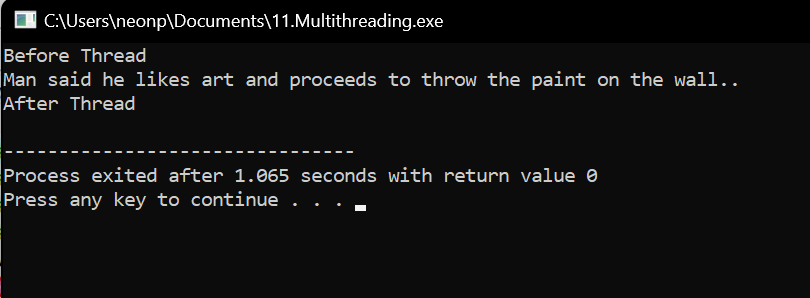 C:\Users\neonp\Documents\11.Multithreading.exe
Before Thread
Man said he likes art and proceeds to throw the paint on the wall..
After Thread
--------------------------------
Process exited after 1.065 seconds with return value 0
Press any key to continue . . .